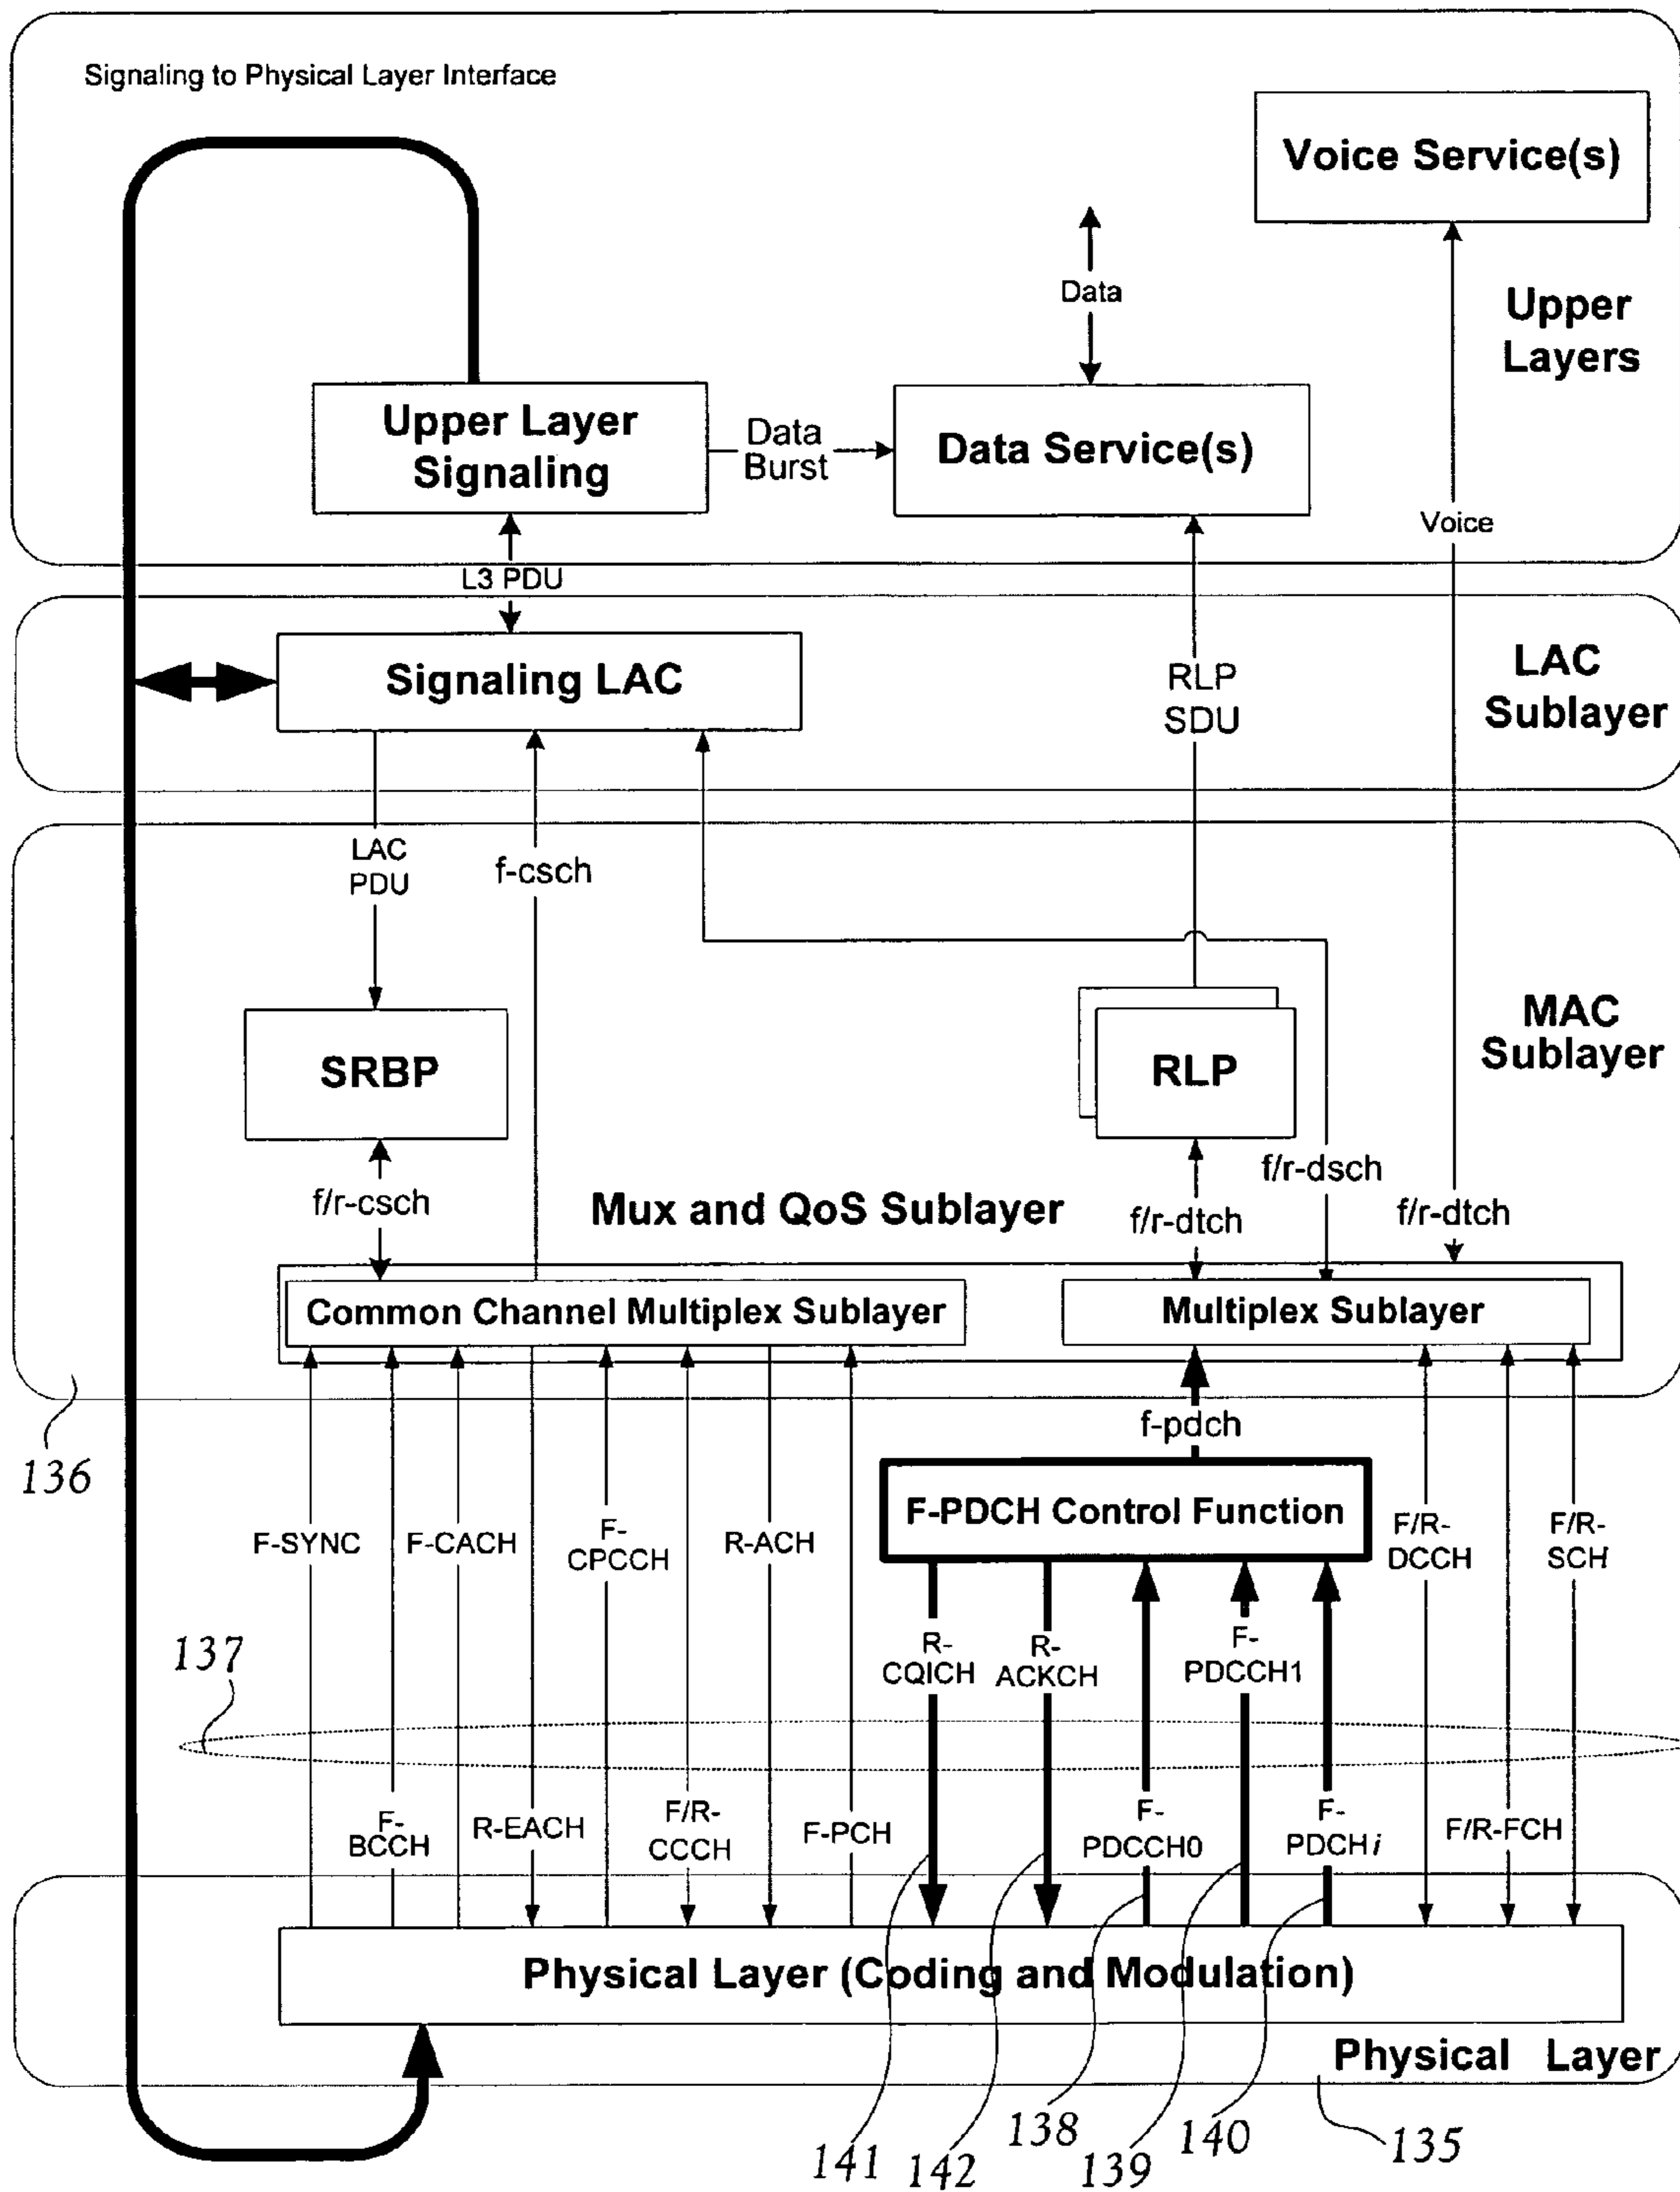 Signaling to Physical Layer Interface
Voice Service(s)
Data
Upper
Layers
Upper Layer
Signaling
Data
Burst
Data Service(s)
Voice
L3 PDU
Signaling LAC
RLP
SDU
LAC
Sublayer
LAC
PDU
f-csch
MAC
Sublayer
SRBP
RLP
f/r-csch
Mux and QoS Sublayer
f/r-dtch
f/r-dsch
f/r-dtch
Common Channel Multiplex Sublayer
Multiplex Sublayer
136
f-pdch
F-PDCH Control Function
F-SYNC
F-CACH
F-
CPCCH
R-ACH
F/R-
DCCH
F/R-
SCH
137
R-
CQICH
R-
ACKCH
F-
PDCCH1
F-
BCCH
R-EACH
F/R-
CCCH
F-PCH
F-
PDCCH0
F-
PDCHi
F/R-FCH
Physical Layer (Coding and Modulation)
Physical Layer
141
142
138
139
140
135